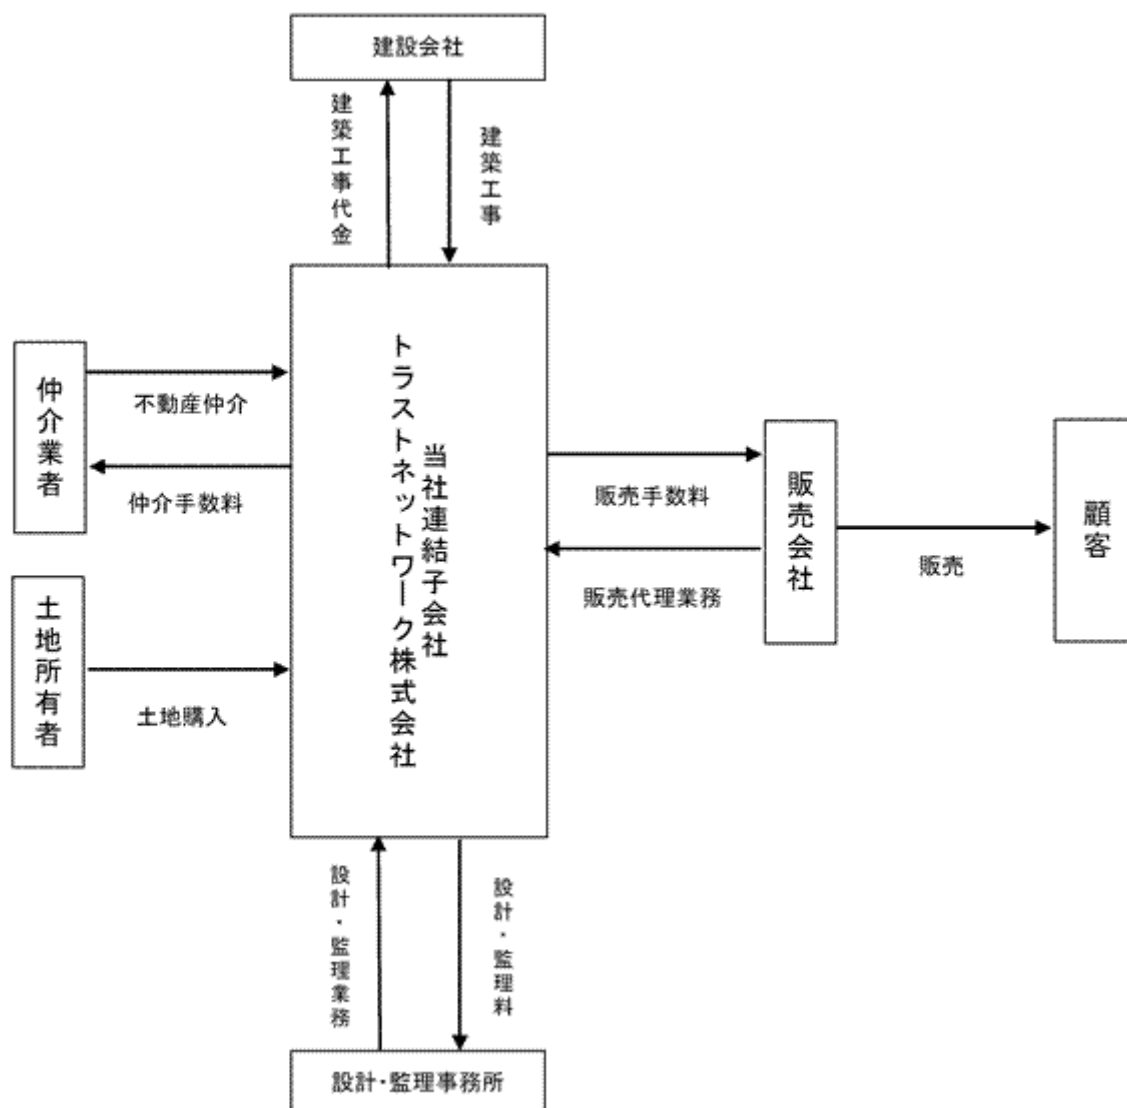 建設会社
建築工事代金
建築工事
仲介業者
不動産仲介
仲介手数料
土地所有者
土地購入
当社連結子会社
トラストネットワーク株式会社
販売手数料
販売代理業務
販売会社
販売
顧客
設計・監理業務
設計・監理料
設計・監理事務所